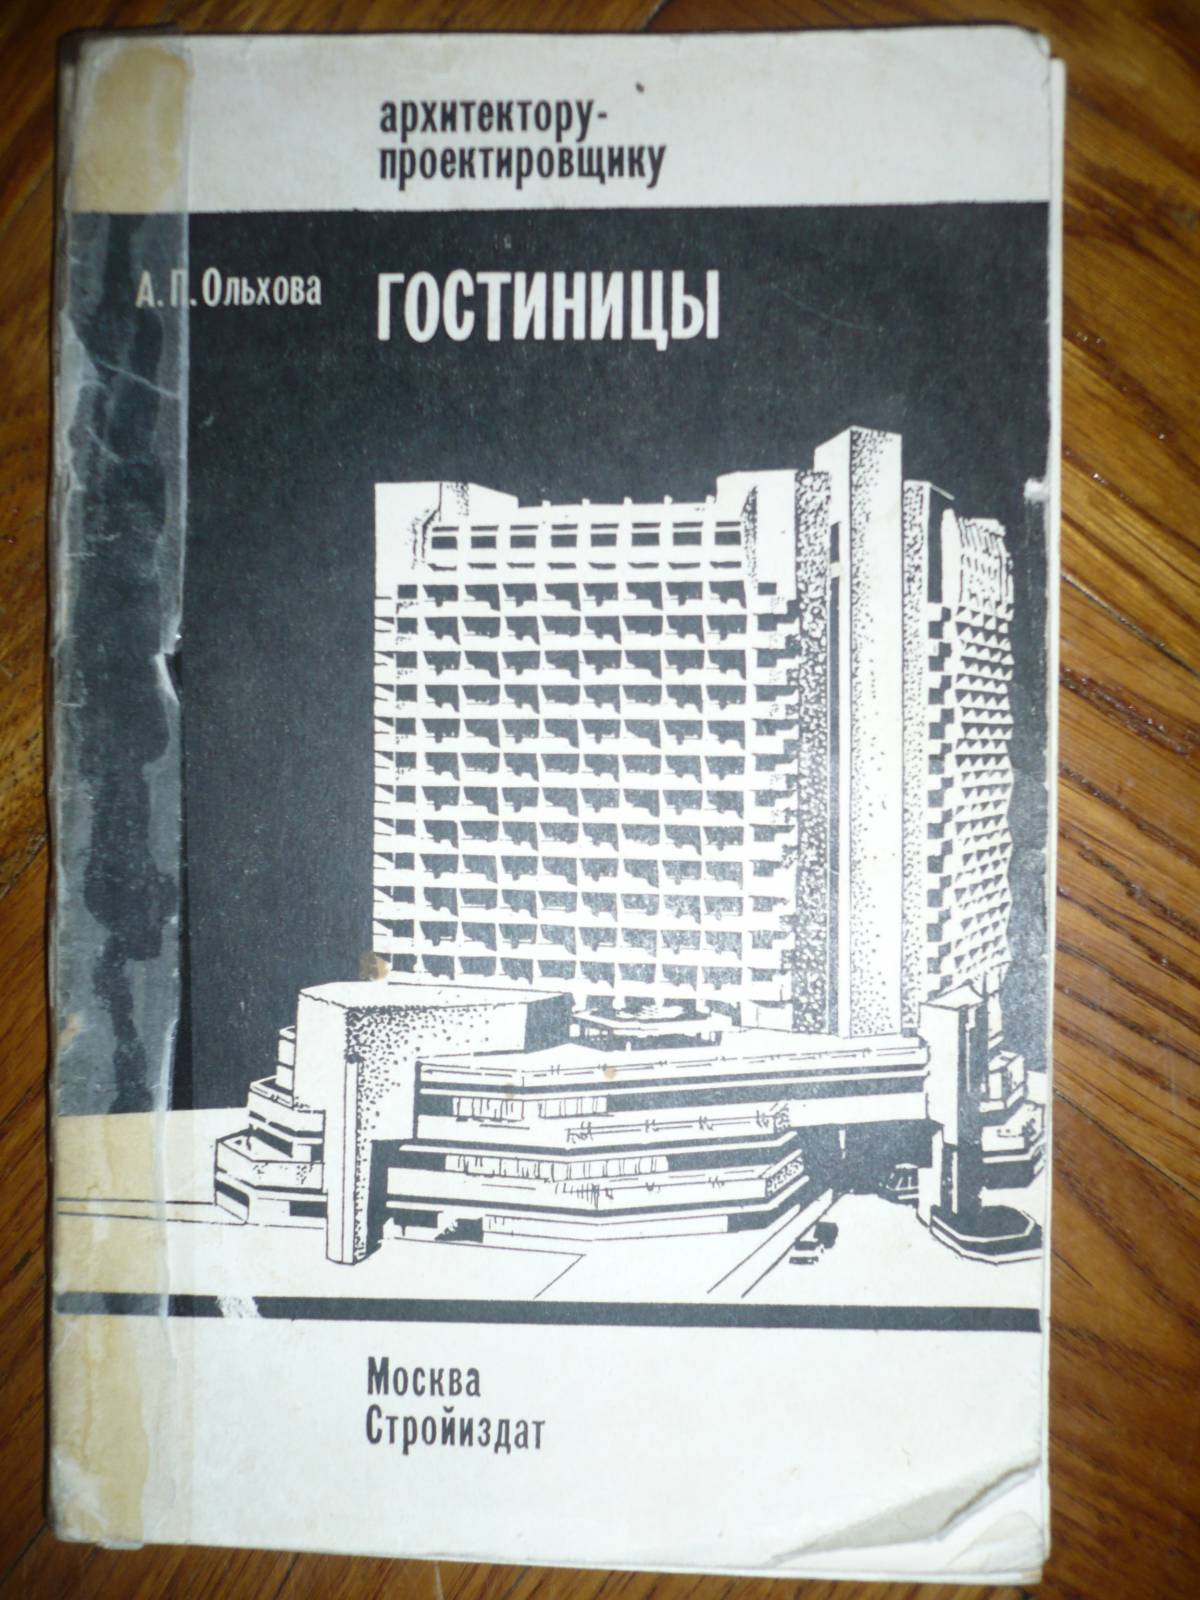 архитектору-
проектировщику
А.П.Ольхова
ГОСТИНИЦЫ
Москва
Стройиздат